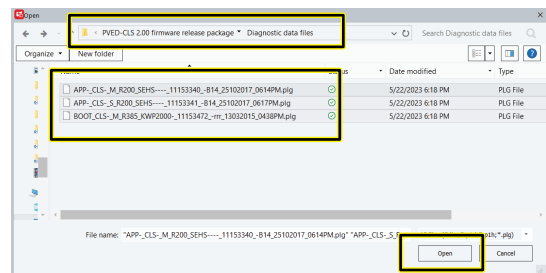 Open
PVED-CLS 2.00 firmware release package Diagnostic data files
Search Diagnostic data files
Organize New folder
Name Status Date modified Type
APP-_CLS-_M_R200_SEHS----_11153340_-B14_25102017_0614PM.plg 5/22/2023 6:18 PM PLG File
APP-_CLS-_S_R200_SEHS----_11153341_-B14_25102017_0617PM.plg 5/22/2023 6:18 PM PLG File
BOOT_CLS-_M_R385_KWP2000-_11153472_-rrr_13032015_0438PM.plg 5/22/2023 6:18 PM PLG File
File name: "APP-_CLS-_M_R200_SEHS----_11153340_-B14_25102017_0614PM.plg" "APP-_CLS-_S_
Open Cancel